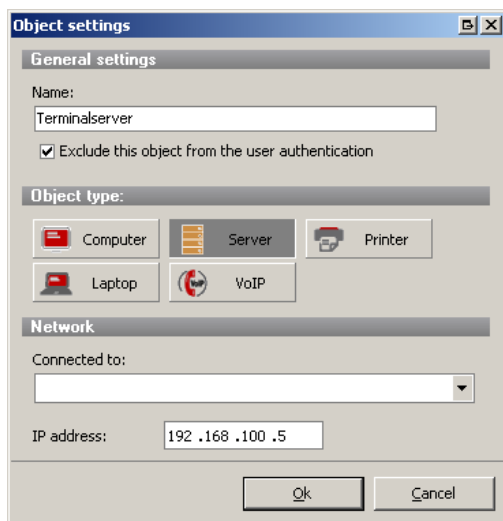 Object settings
General settings
Name:
Terminalserver
Exclude this object from the user authentication
Object type:
Computer Server Printer
Laptop VoIP
Network
Connected to:
IP address: 192 .168 .100 .5
Ok Cancel